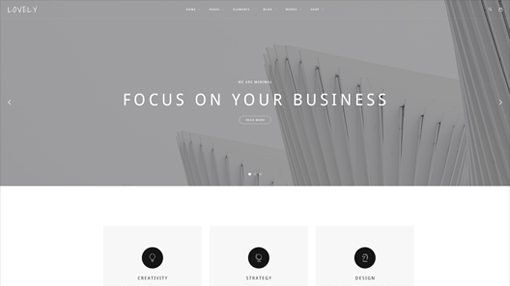 LOVELY
HOME PAGES ELEMENTS BLOG WORKS SHOP
WE ARE MINIMAL
FOCUS ON YOUR BUSINESS
READ MORE
CREATIVITY STRATEGY DESIGN